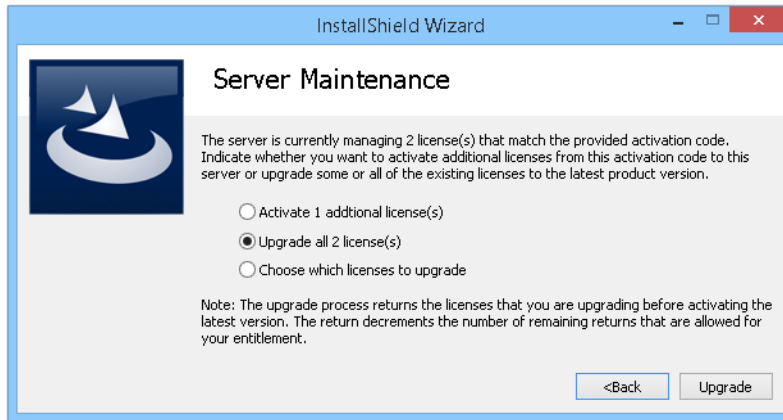 InstallShield Wizard
Server Maintenance
The server is currently managing 2 license(s) that match the provided activation code.
Indicate whether you want to activate additional licenses from this activation code to this
server or upgrade some or all of the existing licenses to the latest product version.
Activate 1 addtional license(s)
Upgrade all 2 license(s)
Choose which licenses to upgrade
Note: The upgrade process returns the licenses that you are upgrading before activating the
latest version. The return decrements the number of remaining returns that are allowed for
your entitlement.
<Back
Upgrade